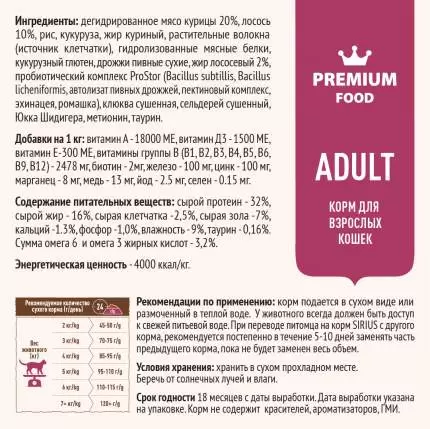 Ингредиенты: дегидрированное мясо курицы 20%, лосось
10%, рис, кукуруза, жир куриный, растительные волокна
(источник клетчатки), гидролизованные мясные белки,
кукурузный глютен, дрожжи пивные сухие, жир лососевый 2%,
пробиотический комплекс ProStor (Bacillus subtillis, Bacillus
licheniformis, автолизат пивных дрожжей, пектиновый комплекс,
эхинацея, ромашка), клюква сушенная, сельдерей сушенный,
Юкка Шидигера, метионин, таурин.
Добавки на 1 кг: витамин А - 18000 МЕ, витамин Д3 - 1500 МЕ,
витамин Е-300 МЕ, витамины группы В (В1, В2, В3, В4, В5, В6,
В9, В12) - 2478 мг, биотин - 2мг, железо - 100 мг, цинк - 100 мг,
марганец - 8 мг, медь - 13 мг, йод - 2.5 мг, селен - 0.15 мг.
Содержание питательных веществ: сырой протеин - 32%,
сырой жир - 16%, сырая клетчатка -2,5%, сырая зола -7%,
кальций -1.3%, фосфор -1,0%, влажность - 9%, таурин -0,16%.
Сумма омега 6 и омега 3 жирных кислот - 3,2%.
Энергетическая ценность - 4000 ккал/кг.
PREMIUM
FOOD
ADULT
КОРМ ДЛЯ
ВЗРОСЛЫХ
КОШЕК
Рекомендуемое количество
сухого корма (г/день)
24
Вес
животного
(кг)
2 кг/kg 45-50 г/g
3 кг/kg 70-75 г/g
4 кг/kg 80-95 г/g
5 кг/kg 95-110 г/g
6 кг/kg 110-115 г/g
7+ кг/kg 120+ г/g
Рекомендации по применению: корм подается в сухом виде или
размоченным в теплой воде. У животного всегда должен быть доступ
к свежей питьевой воде. При переводе питомца на корм SIRIUS с другого
корма, рекомендуется постепенно в течение 5-10 дней заменять часть
предыдущего корма, пока не будет заменен весь объем.
Условия хранения: хранить в сухом прохладном месте.
Беречь от солнечных лучей и влаги.
Срок годности 18 месяцев с даты выработки. Дата выработки указана
на упаковке. Корм не содержит красителей, ароматизаторов, ГМИ.